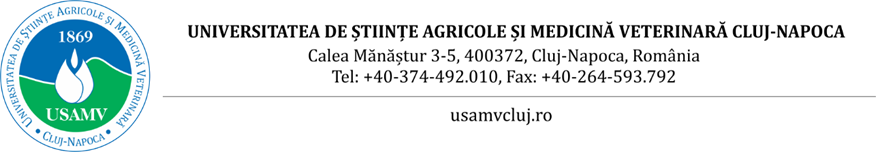 UNIVERSITATEA DE ȘTIINȚE AGRICOLE ȘI MEDICINĂ VETERINARĂ
1869
USAMV
• CLUJ-NAPOCA •
UNIVERSITATEA DE ȘTIINȚE AGRICOLE ȘI MEDICINĂ VETERINARĂ CLUJ-NAPOCA
Calea Mănăștur 3-5, 400372, Cluj-Napoca, România
Tel: +40-374-492.010, Fax: +40-264-593.792
usamvcluj.ro